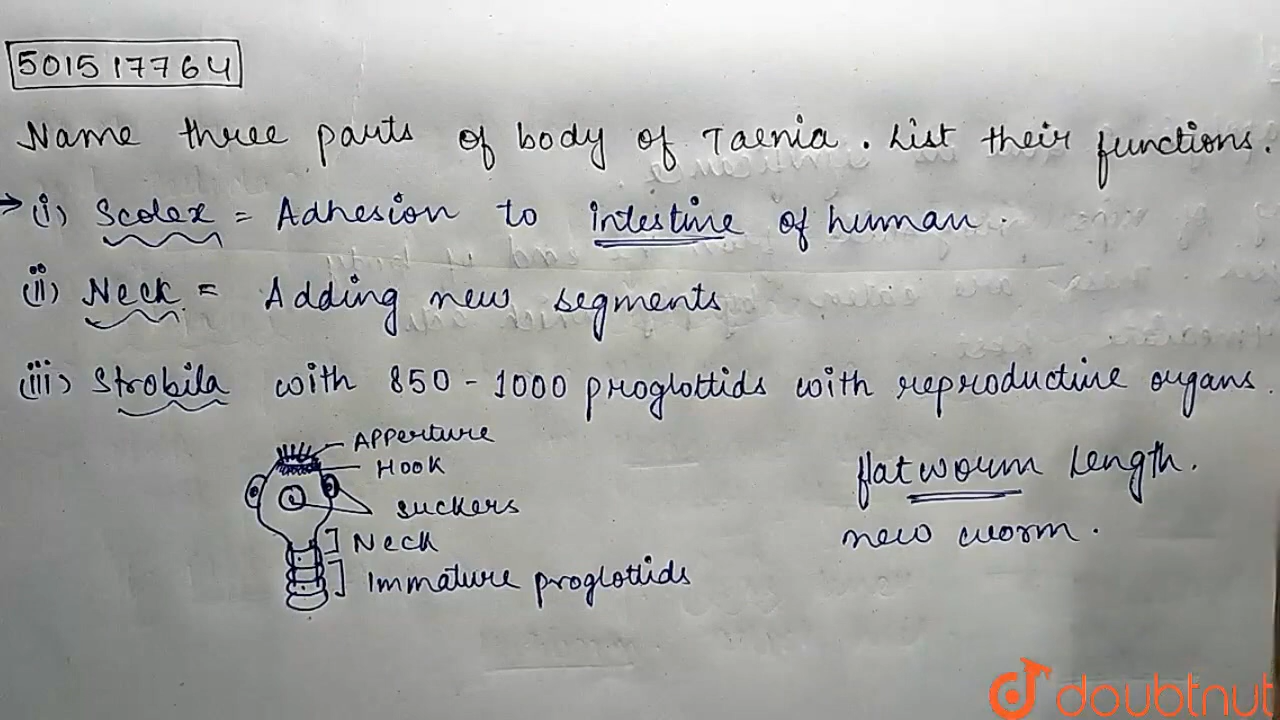 501517764
Name three parts of body of Taenia. List their functions.
→ (i) Scolex = Adhesion to intestine of human.
(ii) Neck = Adding new segments
(iii) Strobila with 850 - 1000 proglottids with reproductive organs.
Apperture
Hook
suckers
Neck
Immature proglottids
flatworm Length.
new worm.
doubtnut